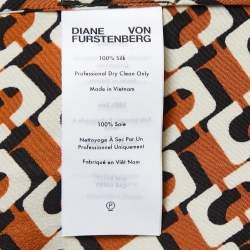 DIANE VON
FURSTENBERG
100% Silk
Professional Dry Clean Only
Made in Vietnam
100% Soie
Nettoyage À Sec Par Un
Professionnel Uniquement
Fabriqué en Viêt Nam
P